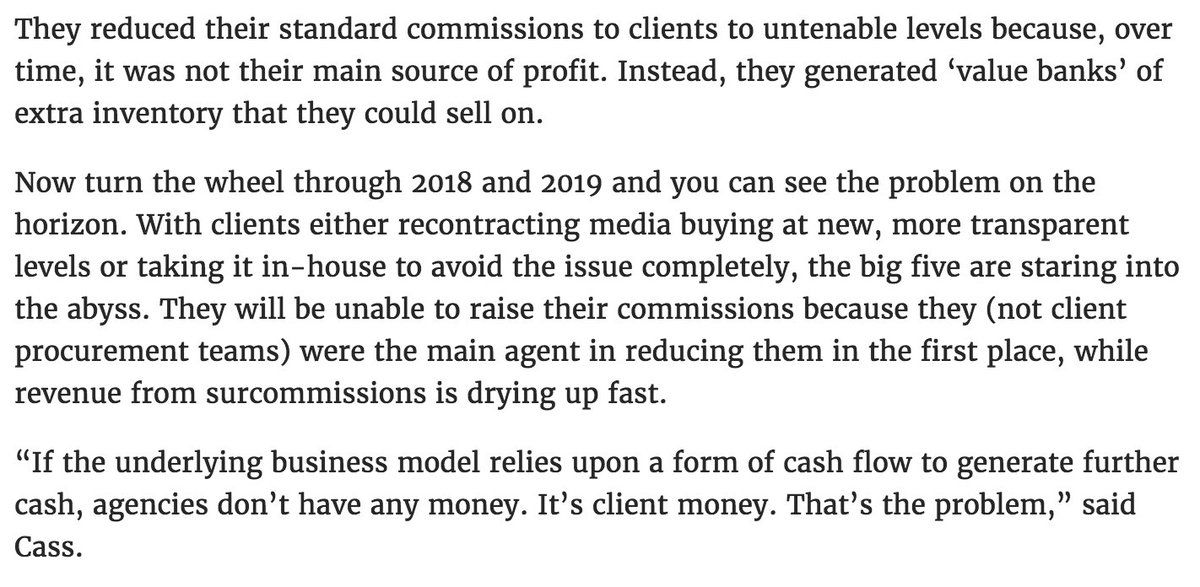 They reduced their standard commissions to clients to untenable levels because, over
time, it was not their main source of profit. Instead, they generated ‘value banks’ of
extra inventory that they could sell on.
Now turn the wheel through 2018 and 2019 and you can see the problem on the
horizon. With clients either recontracting media buying at new, more transparent
levels or taking it in-house to avoid the issue completely, the big five are staring into
the abyss. They will be unable to raise their commissions because they (not client
procurement teams) were the main agent in reducing them in the first place, while
revenue from surcommissions is drying up fast.
“If the underlying business model relies upon a form of cash flow to generate further
cash, agencies don’t have any money. It’s client money. That’s the problem,” said
Cass.